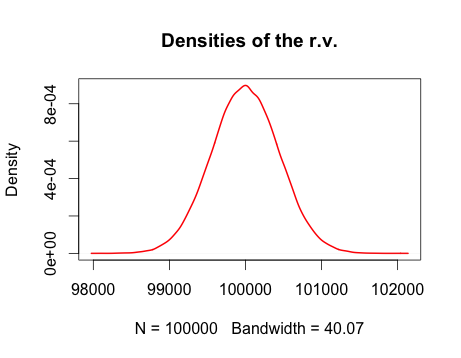 Densities of the r.v.
Density
8e-04
4e-04
0e+00
98000 99000 100000 101000 102000
N = 100000 Bandwidth = 40.07